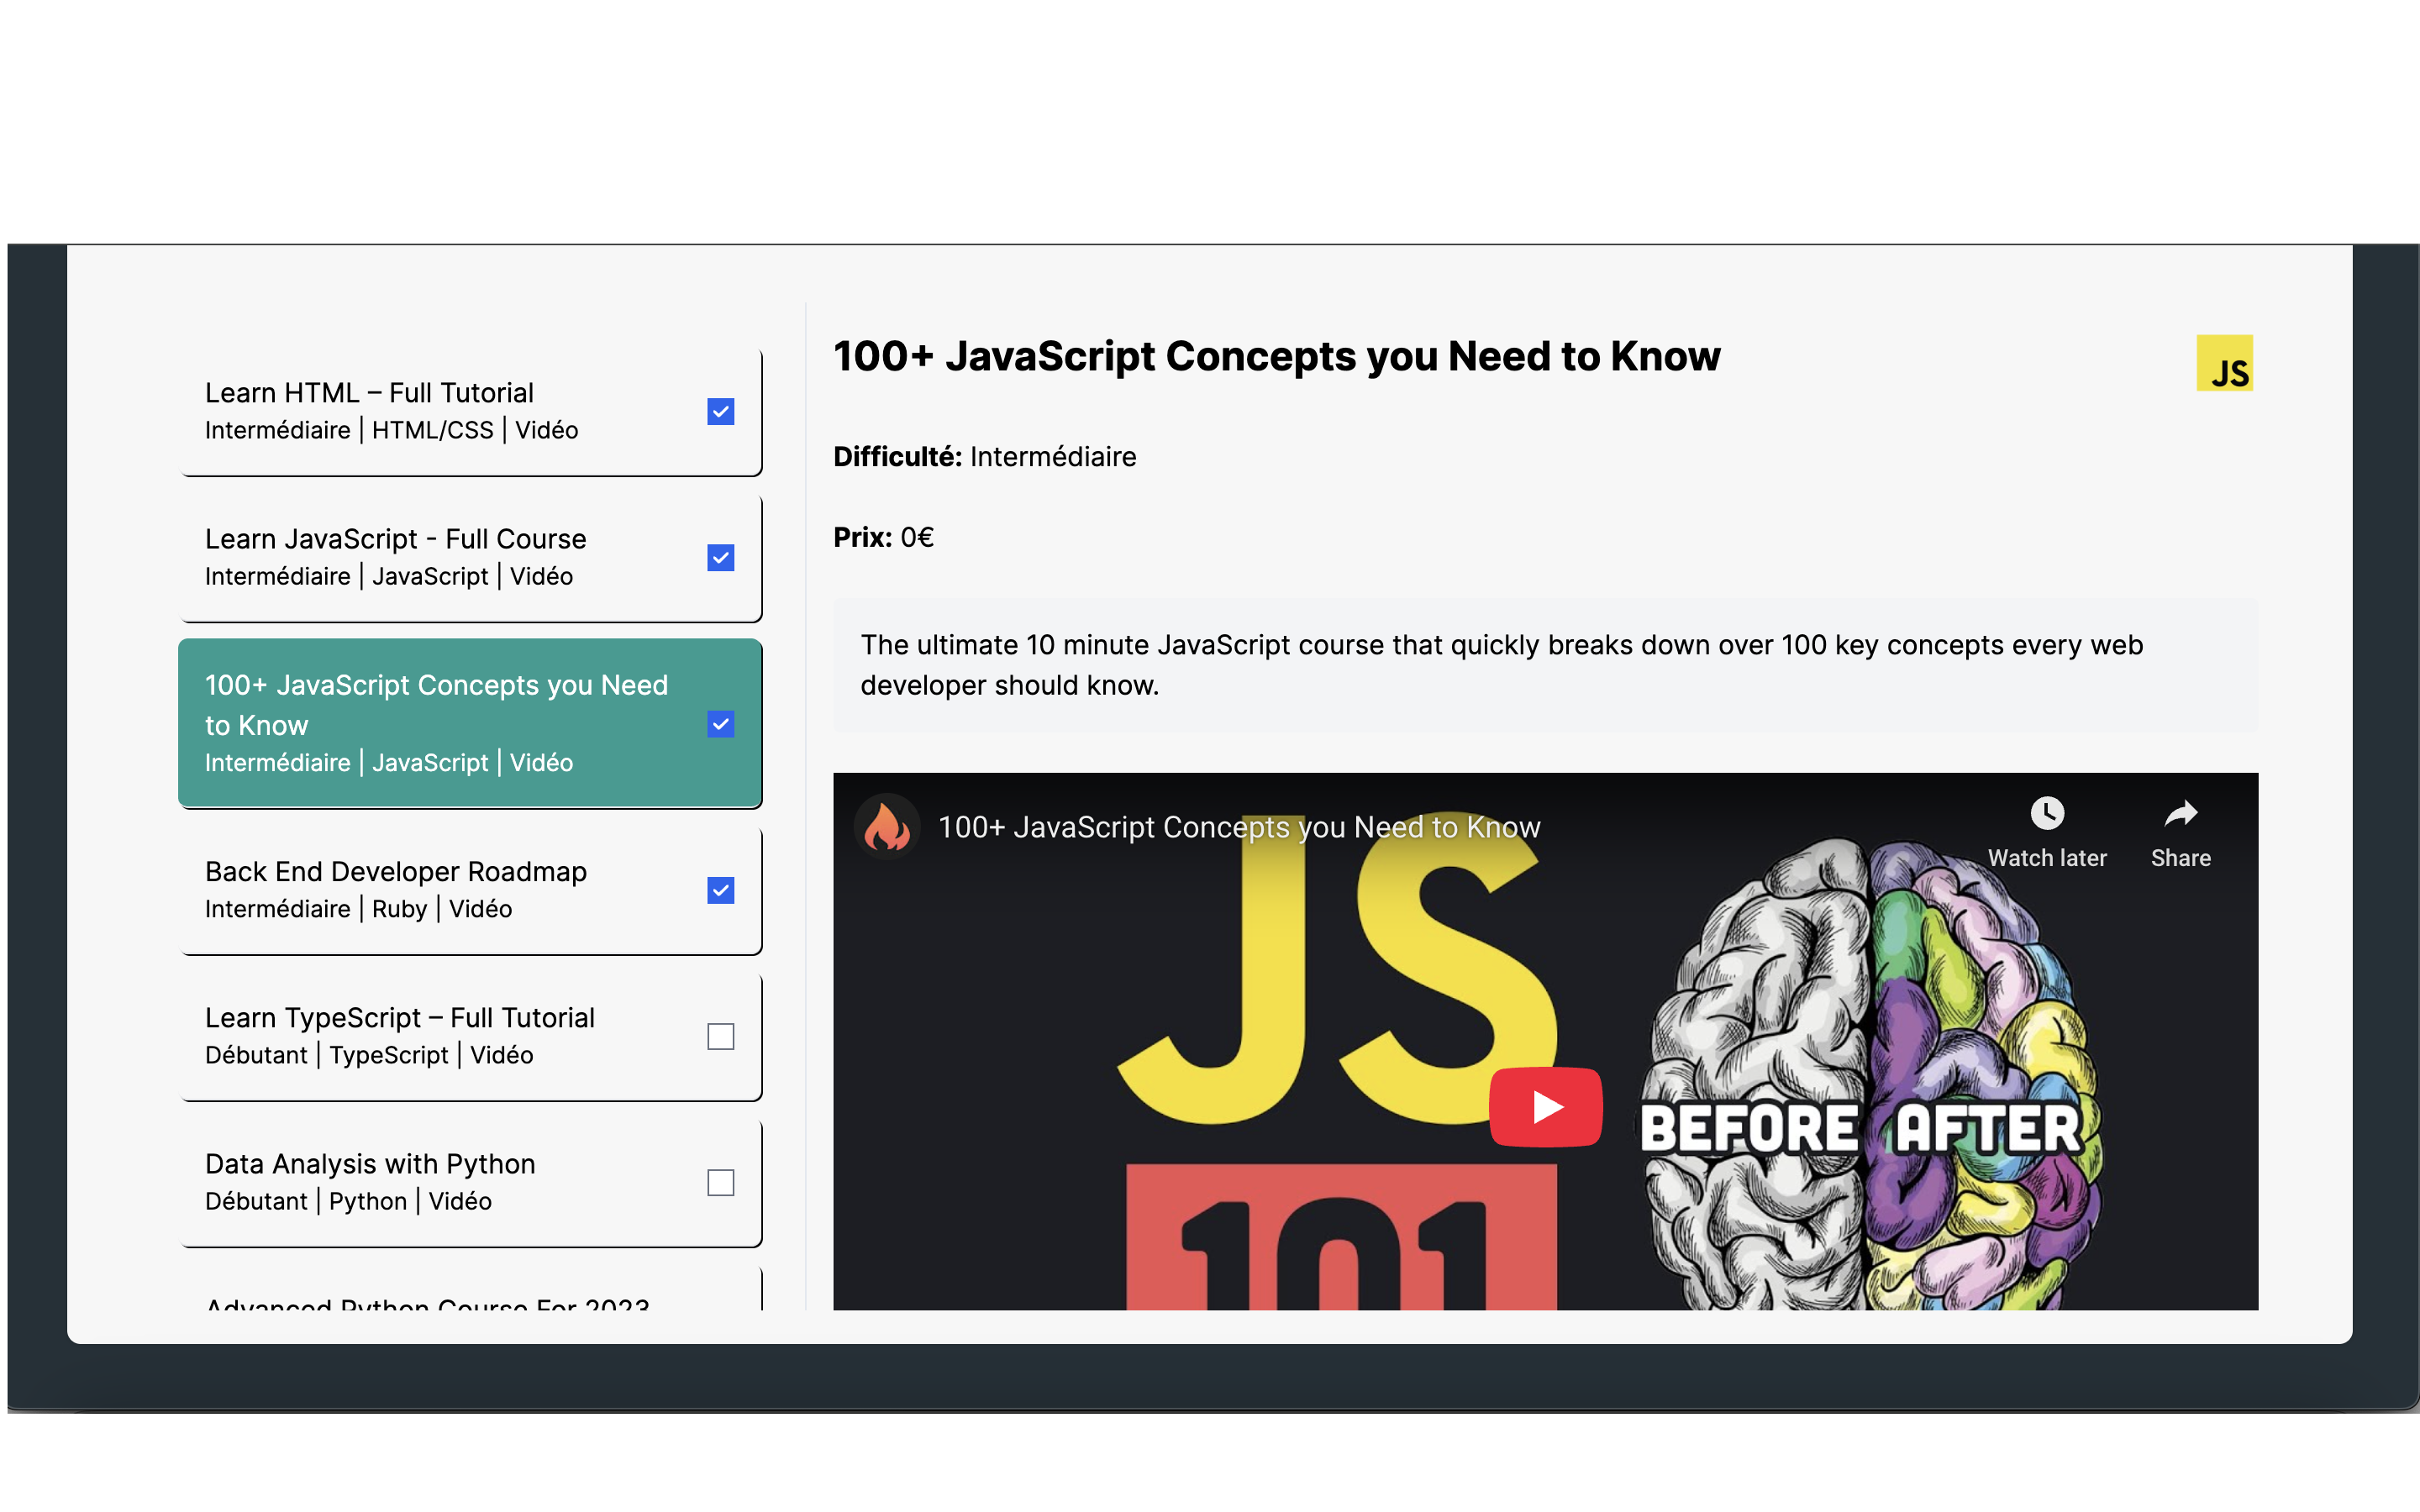 Learn HTML – Full Tutorial
Intermédiaire | HTML/CSS | Vidéo
Learn JavaScript - Full Course
Intermédiaire | JavaScript | Vidéo
100+ JavaScript Concepts you Need
to Know
Intermédiaire | JavaScript | Vidéo
Back End Developer Roadmap
Intermédiaire | Ruby | Vidéo
Learn TypeScript – Full Tutorial
Débutant | TypeScript | Vidéo
Data Analysis with Python
Débutant | Python | Vidéo
Advanced Python Course For 2023
100+ JavaScript Concepts you Need to Know
JS
Difficulté: Intermédiaire
Prix: 0€
The ultimate 10 minute JavaScript course that quickly breaks down over 100 key concepts every web
developer should know.
100+ JavaScript Concepts you Need to Know
Watch later
Share
JS
BEFORE AFTER
101